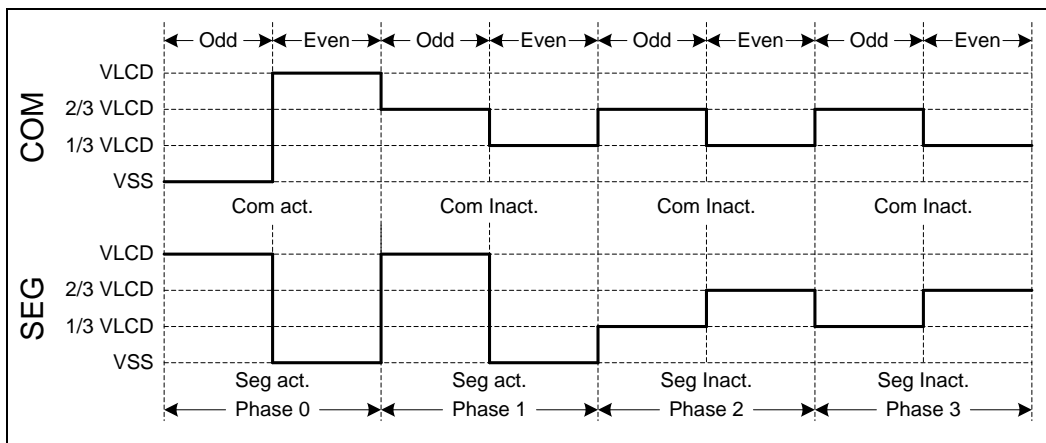 Odd Even Odd Even Odd Even Odd Even
COM
VLCD
2/3 VLCD
1/3 VLCD
VSS
Com act. Com Inact. Com Inact. Com Inact.
SEG
VLCD
2/3 VLCD
1/3 VLCD
VSS
Seg act. Seg act. Seg Inact. Seg Inact.
Phase 0 Phase 1 Phase 2 Phase 3